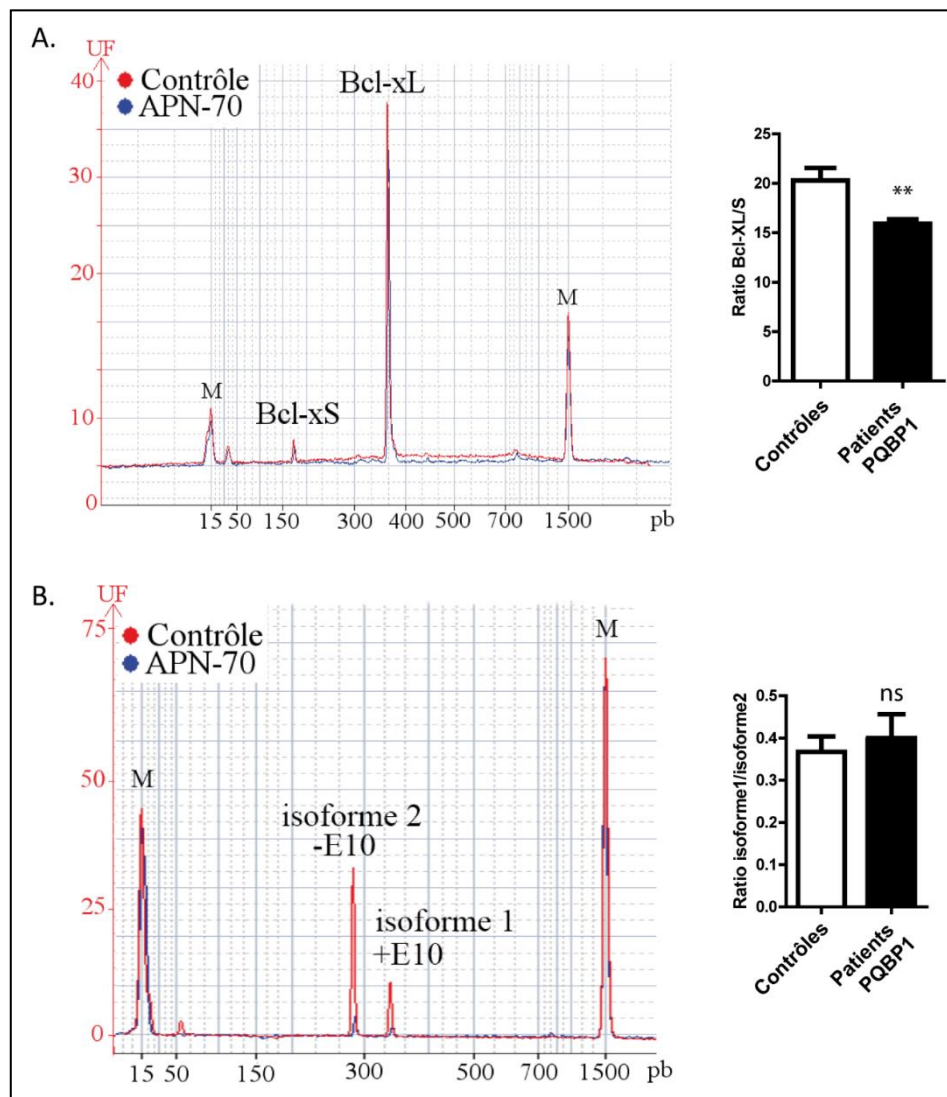 A.
UF
Contrôle
APN-70
40
30
20
10
0
M
Bcl-xS
Bcl-xL
M
15 50 150 300 400 500 700 1500 pb
Ratio Bcl-XL/S
25
20
15
10
5
0
**
Contrôles
Patients
PQBP1
B.
UF
Contrôle
APN-70
75
50
25
0
M
isoforme 2
-E10
isoforme 1
+E10
M
15 50 150 300 500 700 1500 pb
Ratio isoforme1/isoforme2
0.5
0.4
0.3
0.2
0.1
0.0
ns
Contrôles
Patients
PQBP1